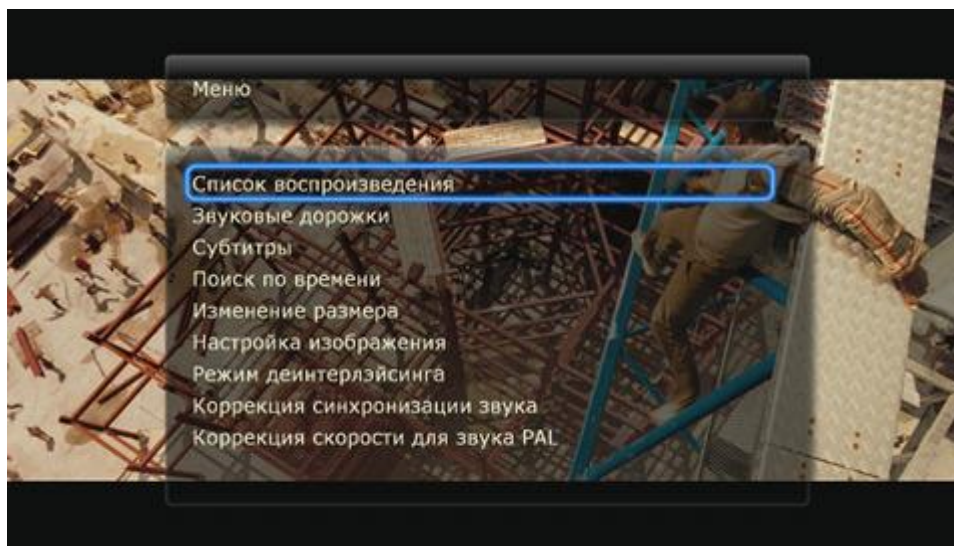 Меню
Список воспроизведения
Звуковые дорожки
Субтитры
Поиск по времени
Изменение размера
Настройка изображения
Режим деинтерлэйсинга
Коррекция синхронизации звука
Коррекция скорости для звука PAL